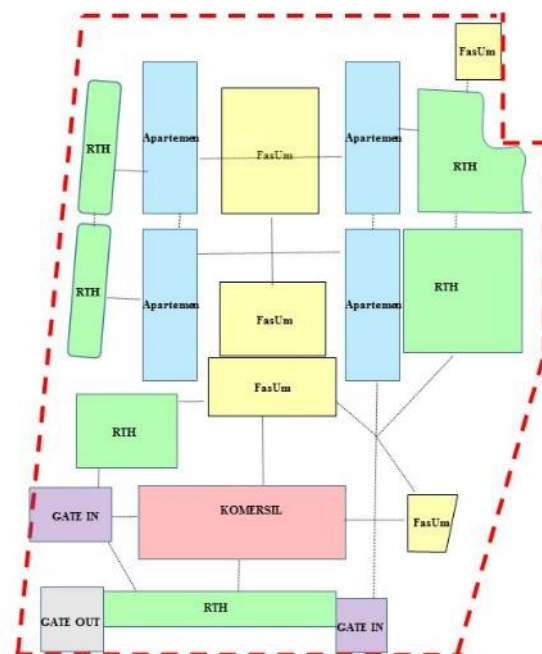 FasUm
Apartemen
Apartemen
RTH
FasUm
RTH
Apartemen
Apartemen
RTH
RTH
FasUm
FasUm
RTH
KOMERSIL
GATE IN
FasUm
RTH
GATE OUT
GATE IN